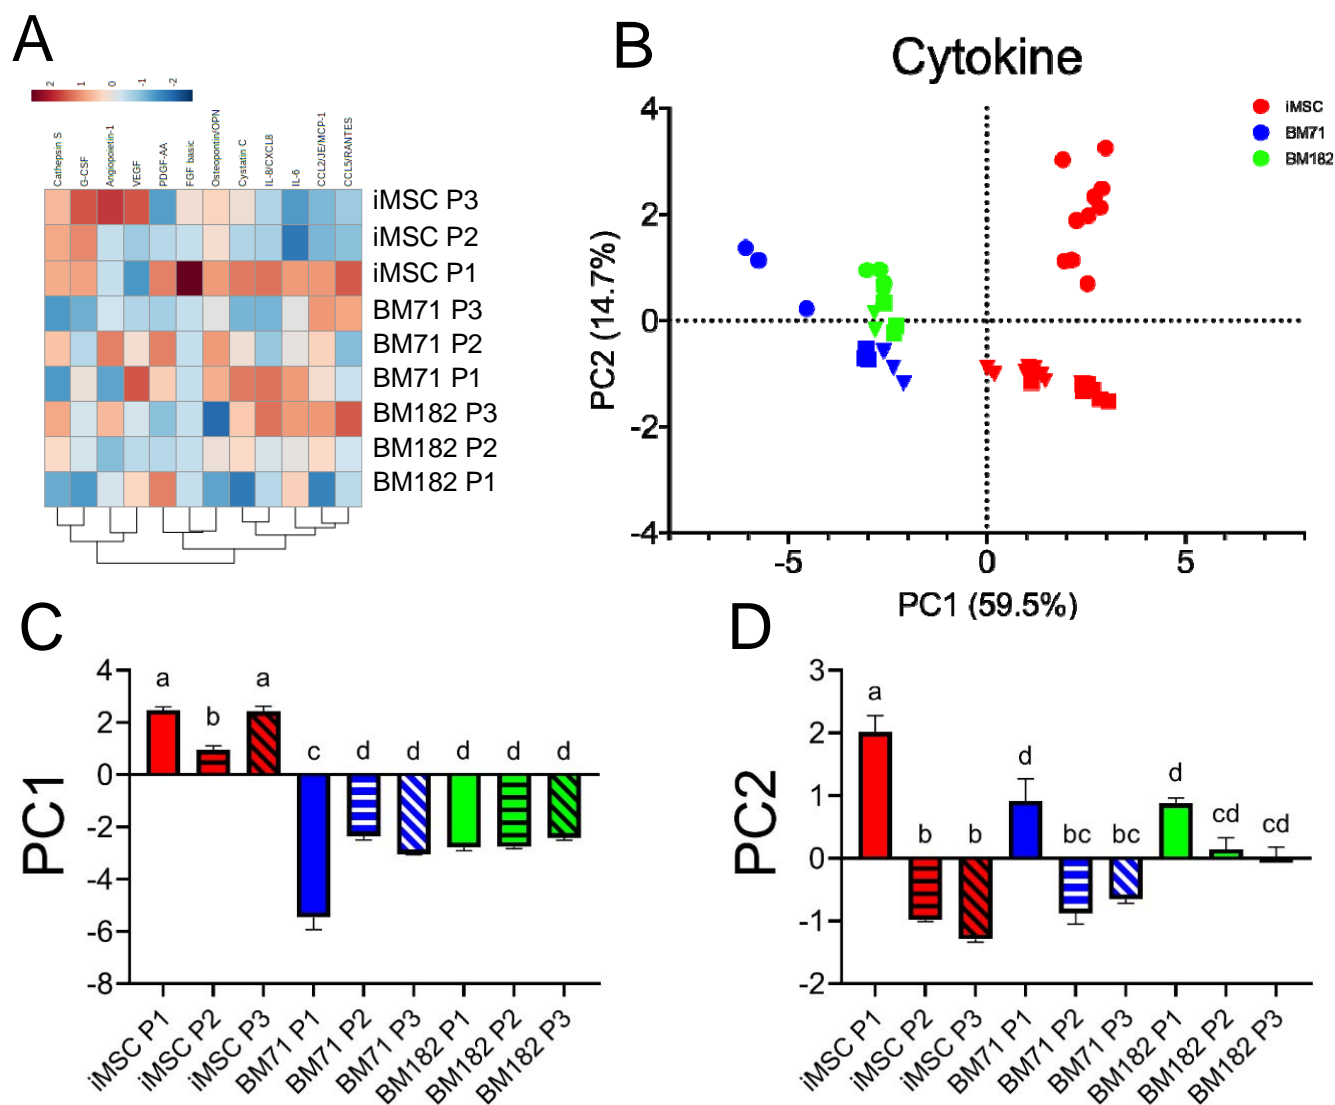 A
2 1 0 -1 -2
Cathepsin S
G-CSF
Angiopoietin-1
VEGF
PDGF-AA
FGF basic
Osteopontin/OPN
Cystatin C
IL-8/CXCL8
IL-6
CCL2/JE/MCP-1
CCL5/RANTES
iMSC P3
iMSC P2
iMSC P1
BM71 P3
BM71 P2
BM71 P1
BM182 P3
BM182 P2
BM182 P1
B
Cytokine
iMSC
BM71
BM182
PC2 (14.7%)
4
2
0
-2
-4
-5 0 5
PC1 (59.5%)
C
PC1
4
2
0
-2
-4
-6
-8
a b a c d d d d d
iMSC P1
iMSC P2
iMSC P3
BM71 P1
BM71 P2
BM71 P3
BM182 P1
BM182 P2
BM182 P3
D
PC2
3
2
1
0
-1
-2
a b b d bc bc d cd cd
iMSC P1
iMSC P2
iMSC P3
BM71 P1
BM71 P2
BM71 P3
BM182 P1
BM182 P2
BM182 P3